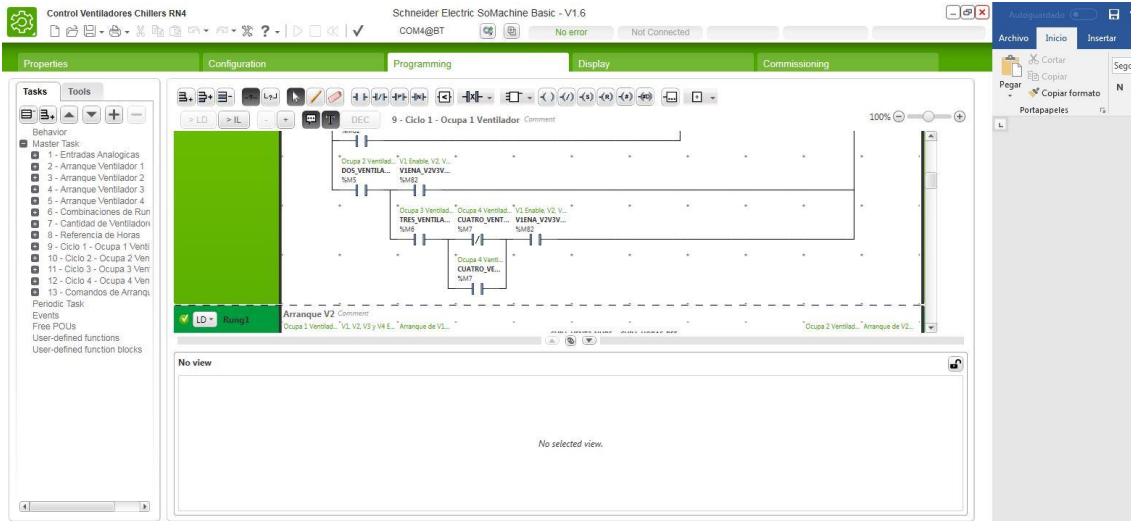 Control Ventiladores Chillers RN4
Schneider Electric SoMachine Basic - V1.6
COM4@BT
No error
Not Connected
Properties
Configuration
Programming
Display
Commissioning
Tasks
Tools
Behavior
Master Task
1 - Entradas Analogicas
2 - Arranque Ventilador 1
3 - Arranque Ventilador 2
4 - Arranque Ventilador 3
5 - Arranque Ventilador 4
6 - Combinaciones de Run
7 - Cantidad de Ventiladore
8 - Referencia de Horas
9 - Ciclo 1 - Ocupa 1 Venti
10 - Ciclo 2 - Ocupa 2 Ven
11 - Ciclo 3 - Ocupa 3 Ven
12 - Ciclo 4 - Ocupa 4 Ven
13 - Comandos de Arranqu
Periodic Task
Events
Free POUs
User-defined functions
User-defined function blocks
> LD
> IL
DEC
9 - Ciclo 1 - Ocupa 1 Ventilador Comment
100%
Ocupa 2 Ventilad... V1 Enable, V2, V...
DOS_VENTILA... V1ENA_V2V3V...
%M5 %M82
Ocupa 3 Ventilad... Ocupa 4 Ventilad... V1 Enable, V2, V...
TRES_VENTILA... CUATRO_VENT... V1ENA_V2V3V...
%M6 %M7 %M82
Ocupa 4 Venti...
CUATRO_VE...
%M7
LD Rung1
Arranque V2 Comment
Ocupa 1 Ventilad... V1, V2, V3 y V4 E... Arranque de V1...
Ocupa 2 Ventilad... Arranque de V2...
No view
No selected view.
Autoguardado
Archivo Inicio Insertar
Pegar
Cortar
Copiar
Copiar formato
Portapapeles
Sego
N